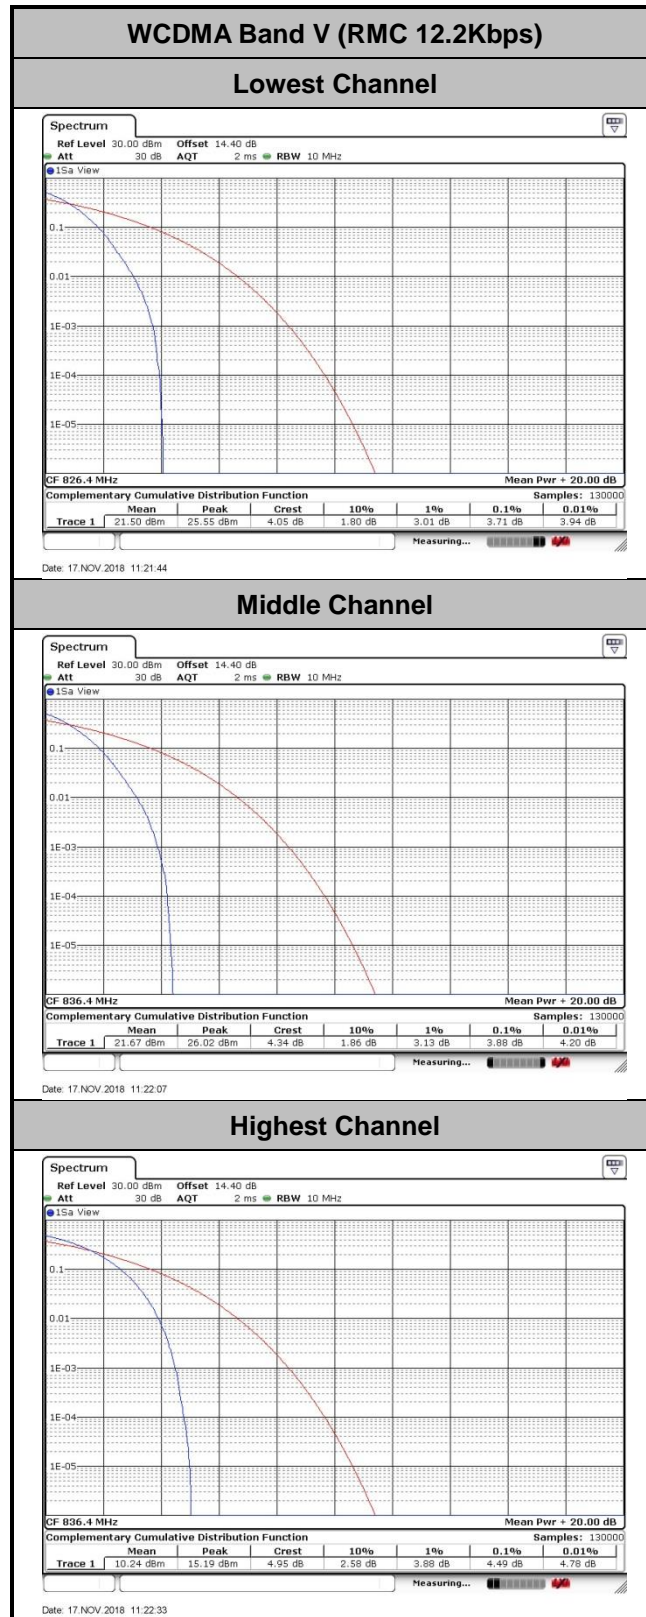 WCDMA Band V (RMC 12.2Kbps)
Lowest Channel
Spectrum
Ref Level 30.00 dBm Offset 14.40 dB
Att 30 dB AQT 2 ms RBW 10 MHz
1Sa View
0.1
0.01
1E-03
1E-04
1E-05
CF 826.4 MHz Mean Pwr + 20.00 dB
Complementary Cumulative Distribution Function Samples: 130000
Mean Peak Crest 10% 1% 0.1% 0.01%
Trace 1 21.50 dBm 25.55 dBm 4.05 dB 1.80 dB 3.01 dB 3.71 dB 3.94 dB
Measuring...
Date: 17.NOV.2018 11:21:44
Middle Channel
Spectrum
Ref Level 30.00 dBm Offset 14.40 dB
Att 30 dB AQT 2 ms RBW 10 MHz
1Sa View
0.1
0.01
1E-03
1E-04
1E-05
CF 836.4 MHz Mean Pwr + 20.00 dB
Complementary Cumulative Distribution Function Samples: 130000
Mean Peak Crest 10% 1% 0.1% 0.01%
Trace 1 21.67 dBm 26.02 dBm 4.34 dB 1.86 dB 3.13 dB 3.88 dB 4.20 dB
Measuring...
Date: 17.NOV.2018 11:22:07
Highest Channel
Spectrum
Ref Level 30.00 dBm Offset 14.40 dB
Att 30 dB AQT 2 ms RBW 10 MHz
1Sa View
0.1
0.01
1E-03
1E-04
1E-05
CF 836.4 MHz Mean Pwr + 20.00 dB
Complementary Cumulative Distribution Function Samples: 130000
Mean Peak Crest 10% 1% 0.1% 0.01%
Trace 1 10.24 dBm 15.19 dBm 4.95 dB 2.58 dB 3.88 dB 4.49 dB 4.78 dB
Measuring...
Date: 17.NOV.2018 11:22:33